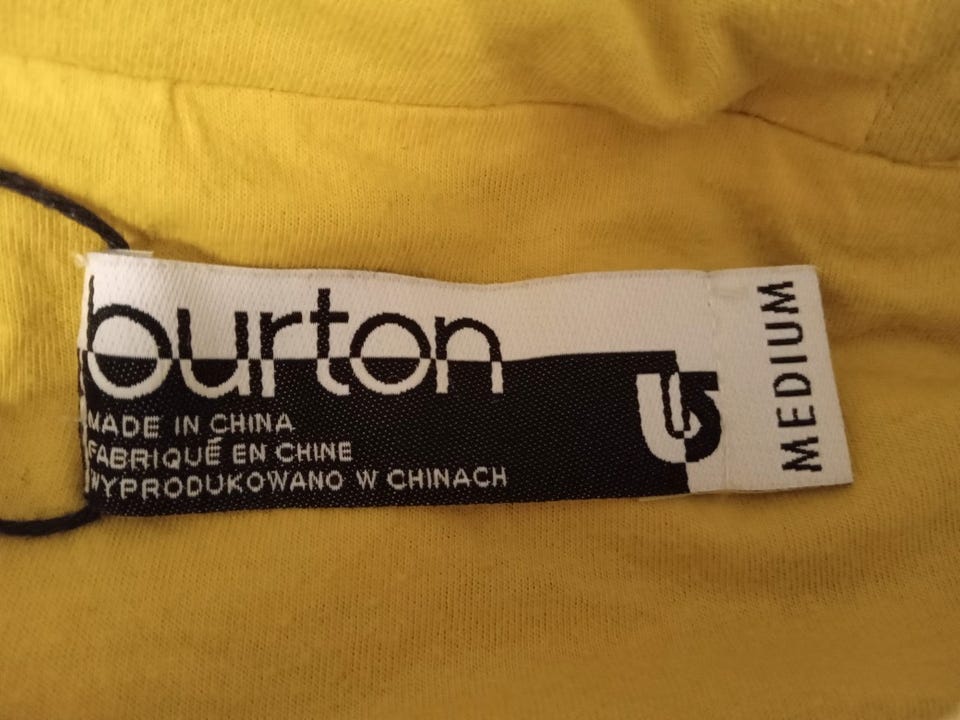 burton
MADE IN CHINA
FABRIQUÉ EN CHINE
WYPRODUKOWANO W CHINACH
MEDIUM